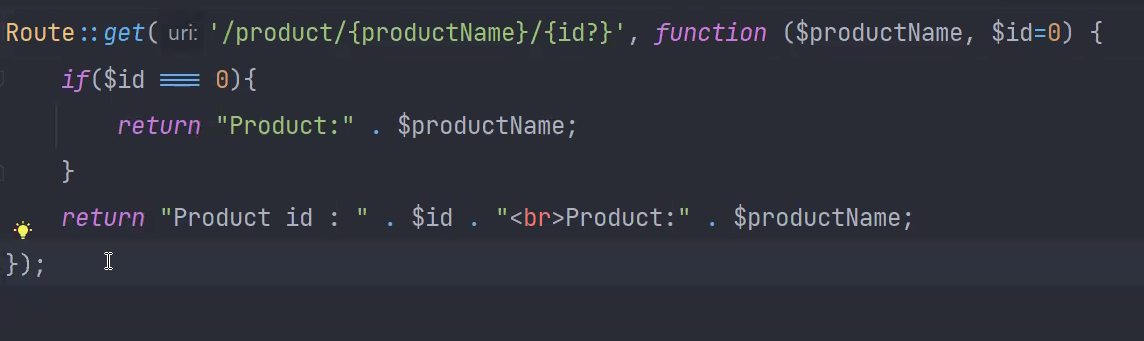 Route::get( uri: '/product/{productName}/{id?}', function ($productName, $id=0) {
    if($id === 0){
        return "Product:" . $productName;
    }
    return "Product id : " . $id . "<br>Product:" . $productName;
});